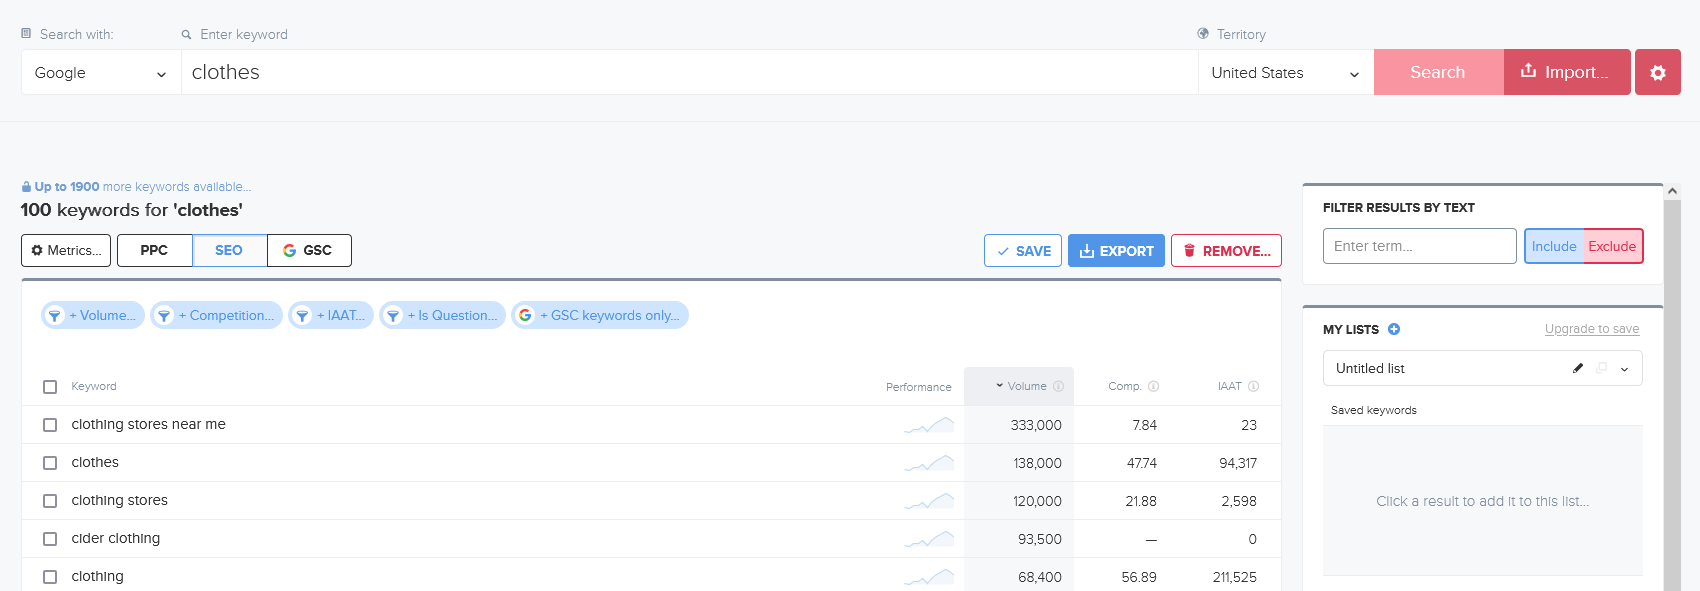 Search with:
Enter keyword
Territory
Google
clothes
United States
Search
Import...
Up to 1900 more keywords available...
100 keywords for 'clothes'
Metrics...
PPC
SEO
GSC
SAVE
EXPORT
REMOVE...
+ Volume...
+ Competition...
+ IAAT...
+ Is Question...
+ GSC keywords only...
Keyword
Performance
Volume
Comp.
IAAT
clothing stores near me 333,000 7.84 23
clothes 138,000 47.74 94,317
clothing stores 120,000 21.88 2,598
cider clothing 93,500 — 0
clothing 68,400 56.89 211,525
FILTER RESULTS BY TEXT
Enter term...
Include
Exclude
MY LISTS
Upgrade to save
Untitled list
Saved keywords
Click a result to add it to this list...